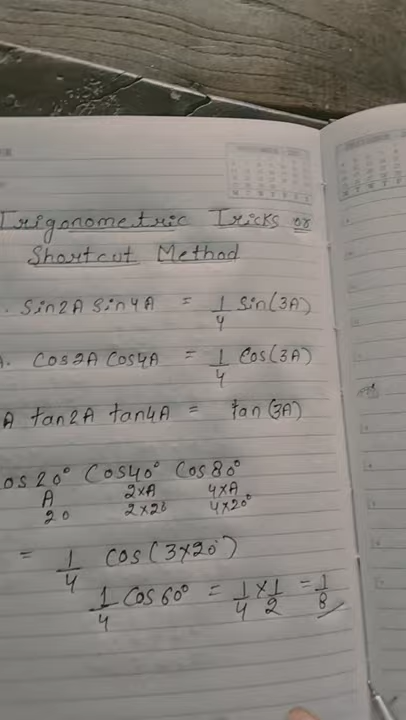 Trigonometric Tricks or
Shortcut Method
. Sin2A Sin4A = 1/4 Sin(3A)
A. Cos2A Cos4A = 1/4 Cos(3A)
A tan2A tan4A = tan(3A)
Cos20° Cos40° Cos80°
A 2×A 4×A
20 2×20 4×20°
= 1/4 Cos(3×20°)
1/4 Cos60° = 1/4 × 1/2 = 1/8